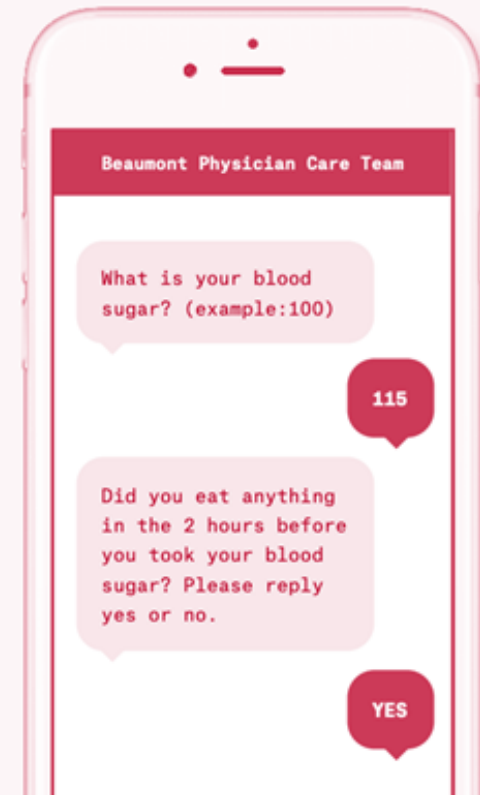 Beaumont Physician Care Team
What is your blood
sugar? (example:100)
115
Did you eat anything
in the 2 hours before
you took your blood
sugar? Please reply
yes or no.
YES